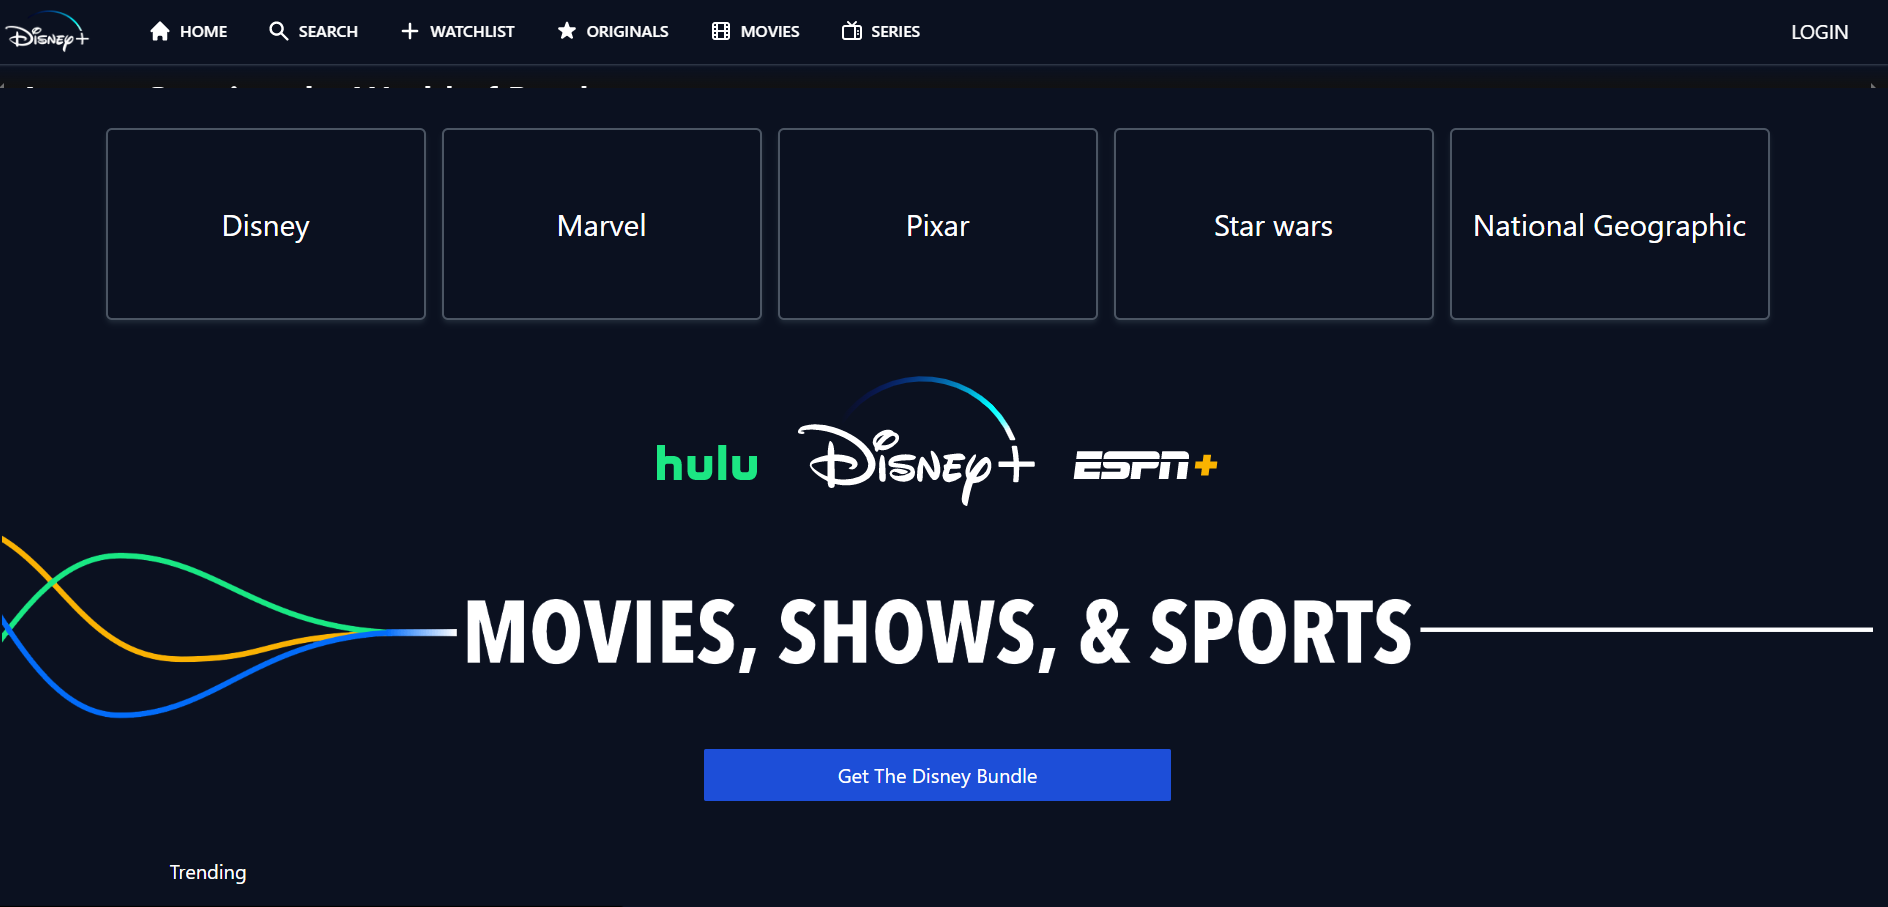 Disney+ HOME SEARCH WATCHLIST ORIGINALS MOVIES SERIES LOGIN
Disney Marvel Pixar Star wars National Geographic
hulu Disney+ ESPN+
MOVIES, SHOWS, & SPORTS
Get The Disney Bundle
Trending